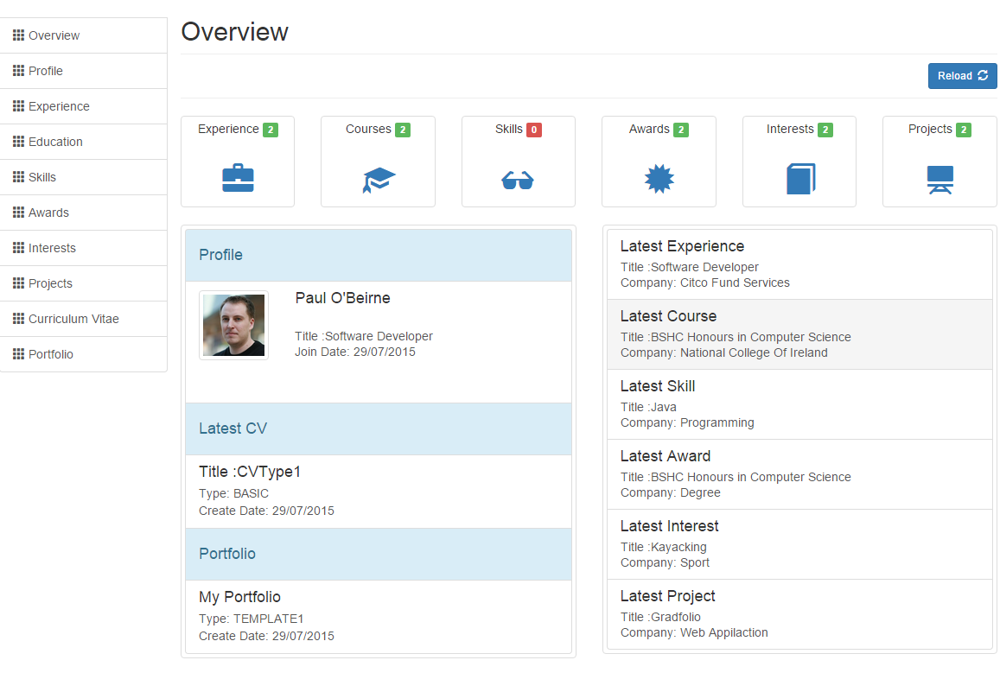 Overview
Profile
Experience
Education
Skills
Awards
Interests
Projects
Curriculum Vitae
Portfolio
Overview
Reload
Experience 2
Courses 2
Skills 0
Awards 2
Interests 2
Projects 2
Profile
Paul O'Beirne
Title :Software Developer
Join Date: 29/07/2015
Latest CV
Title :CVType1
Type: BASIC
Create Date: 29/07/2015
Portfolio
My Portfolio
Type: TEMPLATE1
Create Date: 29/07/2015
Latest Experience
Title :Software Developer
Company: Citco Fund Services
Latest Course
Title :BSHC Honours in Computer Science
Company: National College Of Ireland
Latest Skill
Title :Java
Company: Programming
Latest Award
Title :BSHC Honours in Computer Science
Company: Degree
Latest Interest
Title :Kayacking
Company: Sport
Latest Project
Title :Gradfolio
Company: Web Appilaction